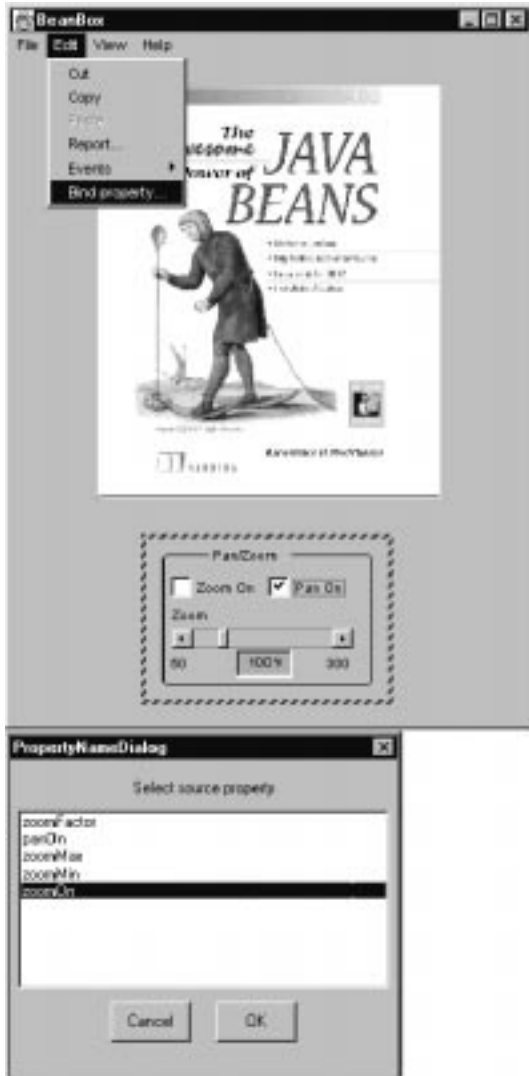 BeanBox
File Edit View Help
Cut
Copy
Paste
Report...
Events
Bind property...
The
Awesome
Power of
JAVA
BEANS
MANNING
Pan/Zoom
Zoom On Pan On
Zoom
50 100% 300
PropertyNameDialog
Select source property
zoomFactor
panOn
zoomMax
zoomMin
zoomOn
Cancel OK